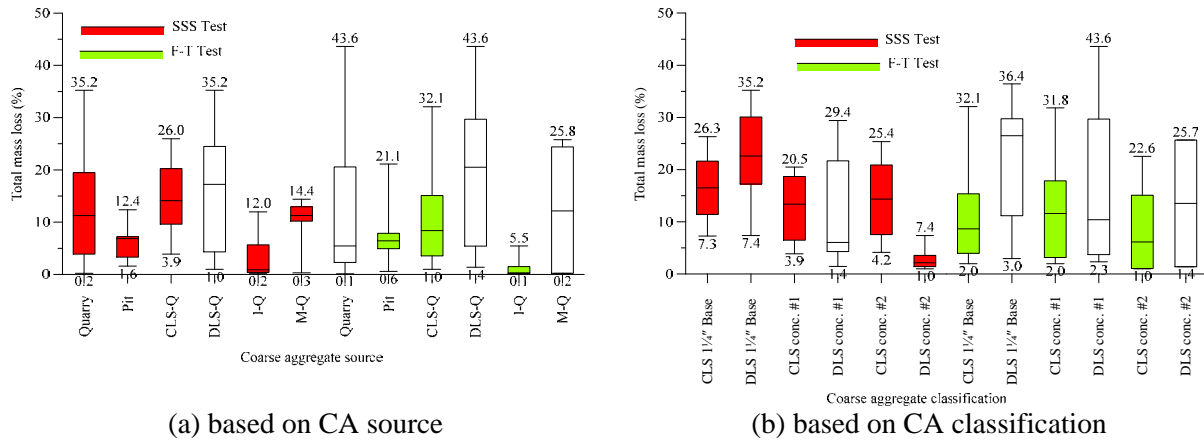 50
40
30
20
10
0
Total mass loss (%)
SSS Test
F-T Test
35.2
12.4
26.0
35.2
12.0
14.4
43.6
21.1
32.1
43.6
5.5
25.8
0.2
1.6
3.9
1.0
0.2
0.3
0.1
0.6
1.0
1.4
0.1
0.2
Quarry
Pit
CLS-Q
DLS-Q
I-Q
M-Q
Quarry
Pit
CLS-Q
DLS-Q
I-Q
M-Q
Coarse aggregate source
(a) based on CA source
50
40
30
20
10
0
Total mass loss (%)
SSS Test
F-T Test
26.3
35.2
20.5
29.4
25.4
7.4
32.1
36.4
31.8
43.6
22.6
25.7
7.3
7.4
3.9
1.4
4.2
1.0
2.0
3.0
2.0
2.3
1.0
1.4
CLS 1¼" Base
DLS 1¼" Base
CLS conc. #1
DLS conc. #1
CLS conc. #2
DLS conc. #2
CLS 1¼" Base
DLS 1¼" Base
CLS conc. #1
DLS conc. #1
CLS conc. #2
DLS conc. #2
Coarse aggregate classification
(b) based on CA classification